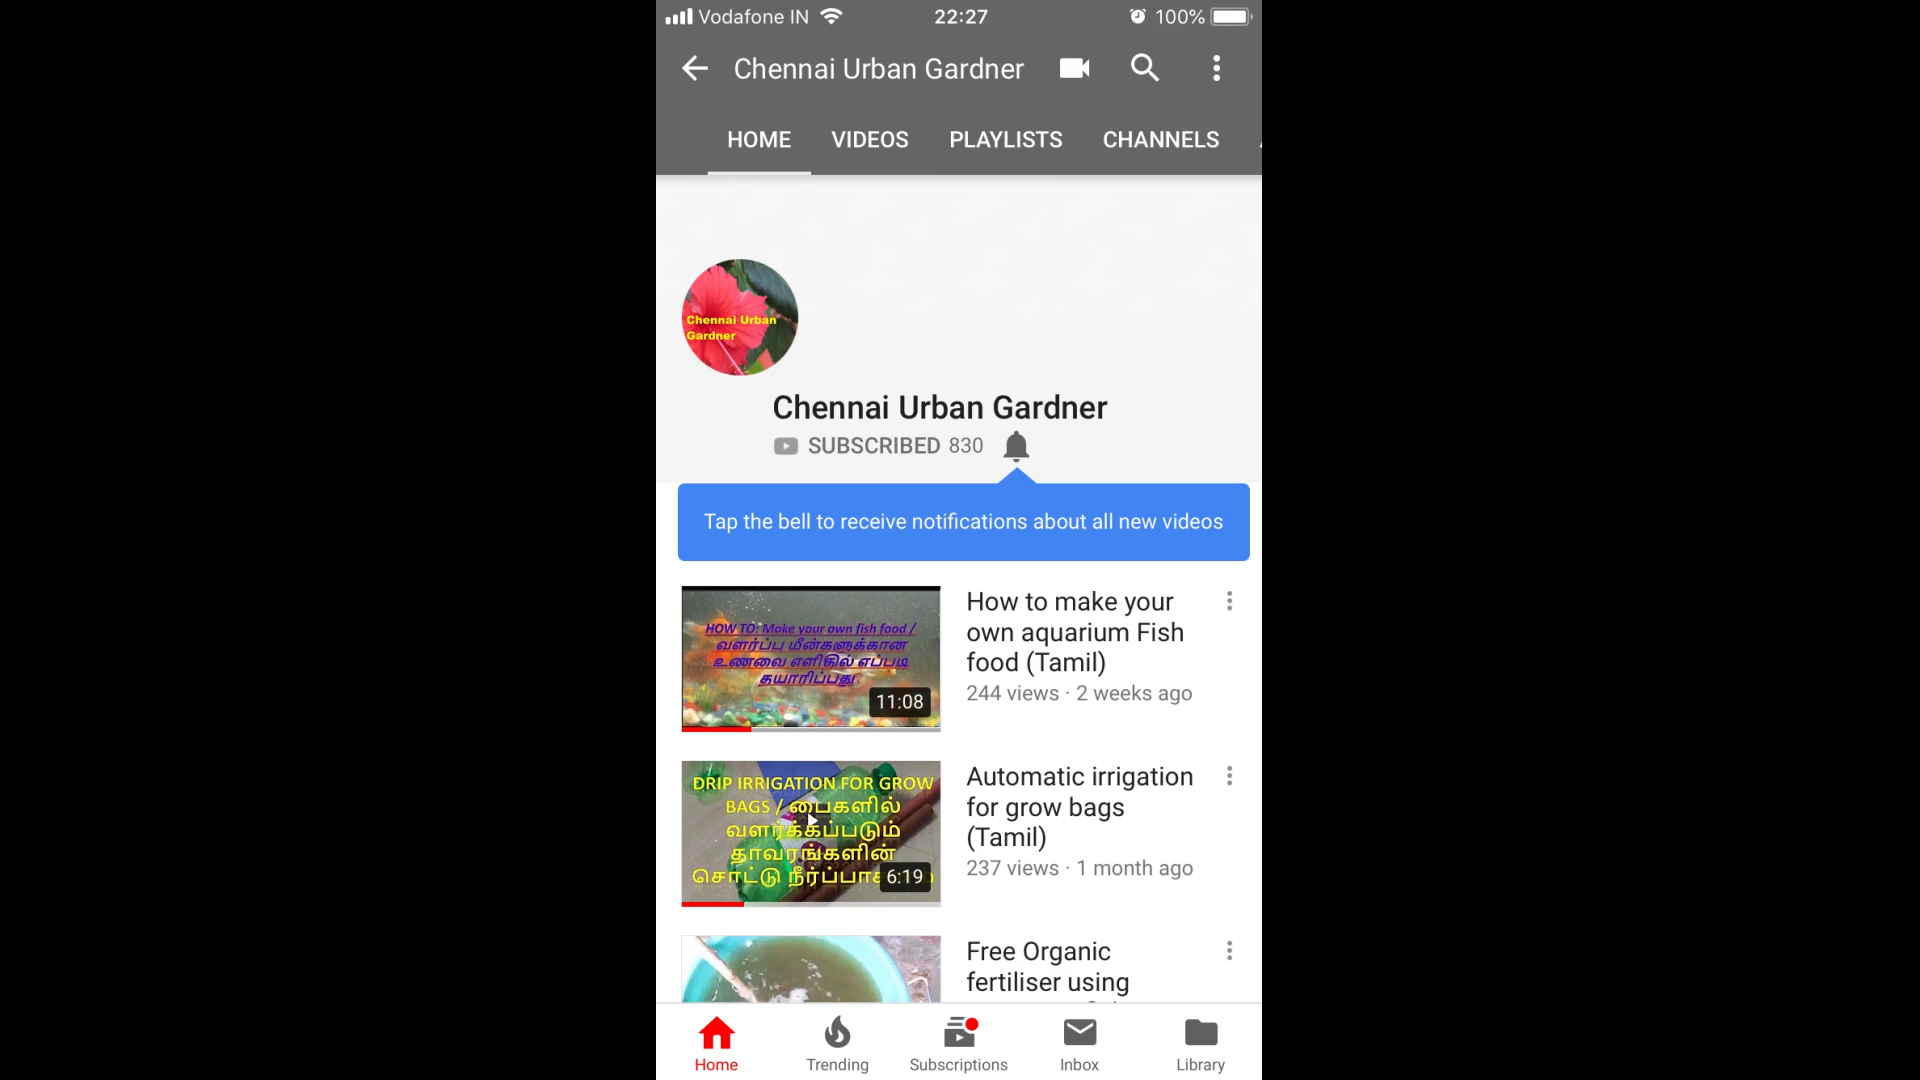 Vodafone IN 22:27 100%
Chennai Urban Gardner
HOME VIDEOS PLAYLISTS CHANNELS
Chennai Urban
Gardner
Chennai Urban Gardner
SUBSCRIBED 830
Tap the bell to receive notifications about all new videos
HOW TO: Make your own fish food /
வளர்ப்பு மீன்களுக்கான
உணவை எளிதில் எப்படி
தயாரிப்பது
11:08
How to make your
own aquarium Fish
food (Tamil)
244 views · 2 weeks ago
DRIP IRRIGATION FOR GROW
BAGS / பைகளில்
வளர்க்கப்படும்
தாவரங்களின்
சொட்டு
6:19
Automatic irrigation
for grow bags
(Tamil)
237 views · 1 month ago
Free Organic
fertiliser using
Home Trending Subscriptions Inbox Library